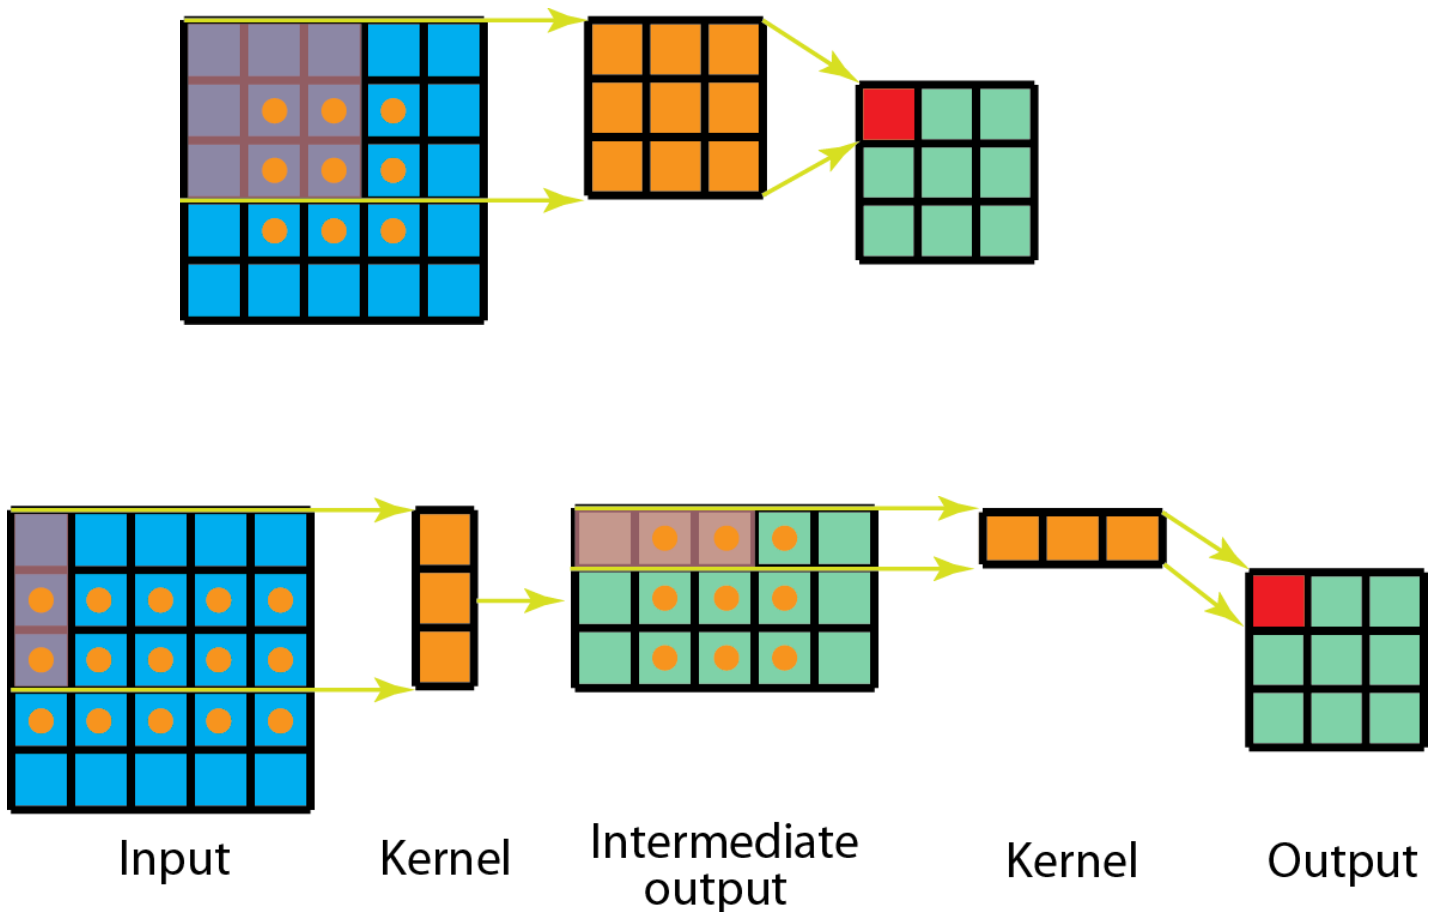 Input
Kernel
Intermediate
output
Kernel
Output